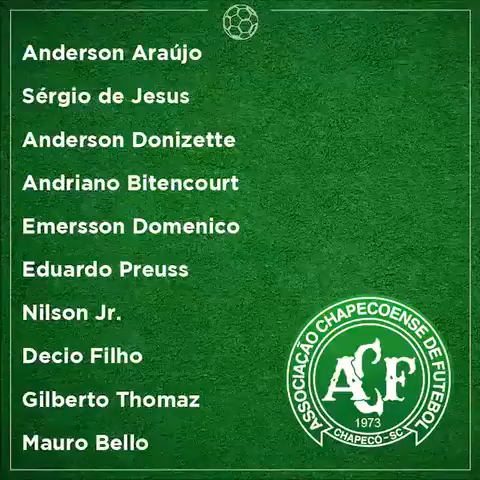 Anderson Araújo
Sérgio de Jesus
Anderson Donizette
Andriano Bitencourt
Emersson Domenico
Eduardo Preuss
Nilson Jr.
Decio Filho
Gilberto Thomaz
Mauro Bello
ASSOCIAÇÃO CHAPECOENSE DE FUTEBOL
ACF
1973
CHAPECÓ-SC